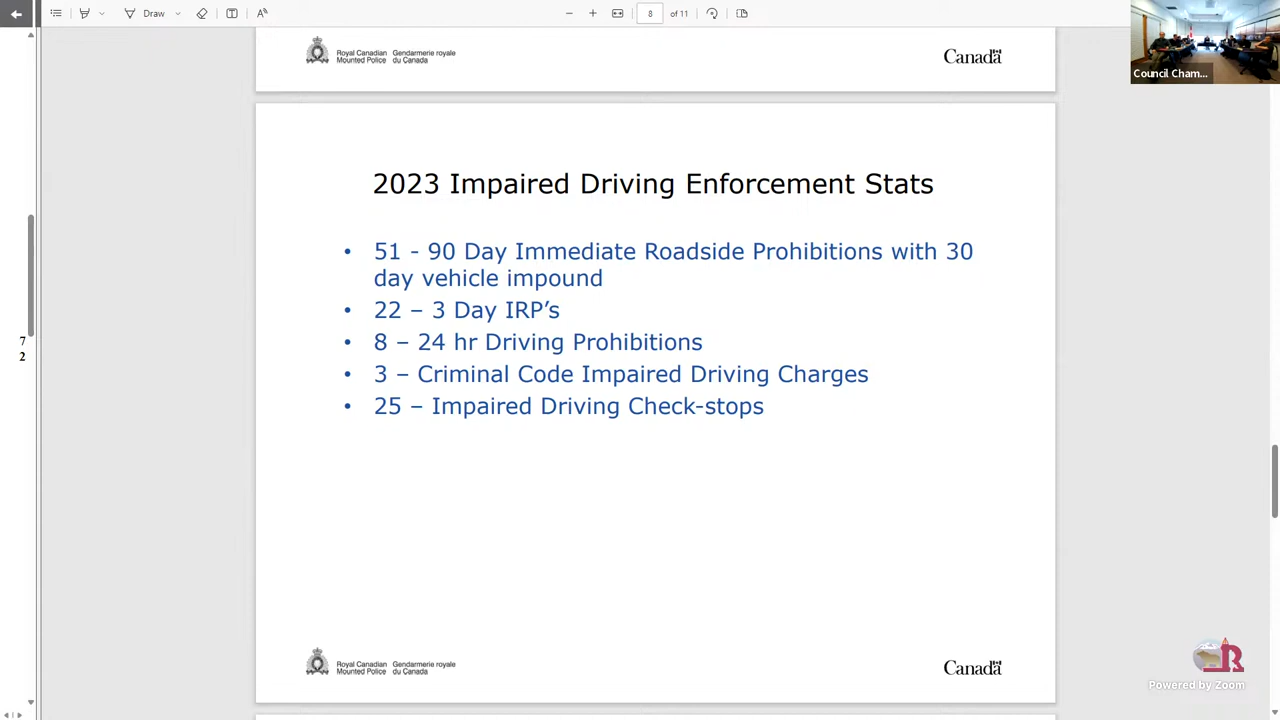 Draw
8 of 11
Council Cham...
Royal Canadian Gendarmerie royale
Mounted Police du Canada
Canada
2023 Impaired Driving Enforcement Stats
• 51 - 90 Day Immediate Roadside Prohibitions with 30
day vehicle impound
• 22 – 3 Day IRP’s
• 8 – 24 hr Driving Prohibitions
• 3 – Criminal Code Impaired Driving Charges
• 25 – Impaired Driving Check-stops
7
2
Royal Canadian Gendarmerie royale
Mounted Police du Canada
Canada
R
Powered by Zoom